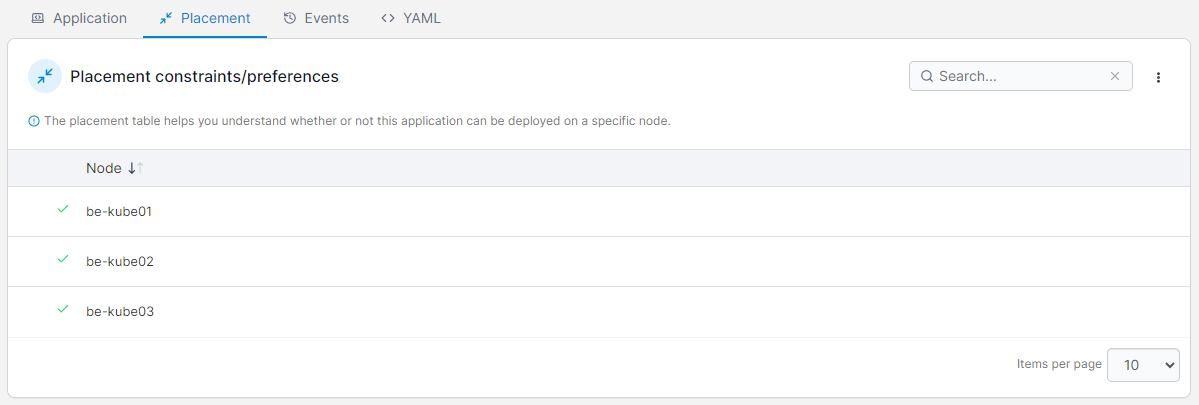 Application Placement Events YAML
Placement constraints/preferences Search...
The placement table helps you understand whether or not this application can be deployed on a specific node.
Node
be-kube01
be-kube02
be-kube03
Items per page 10